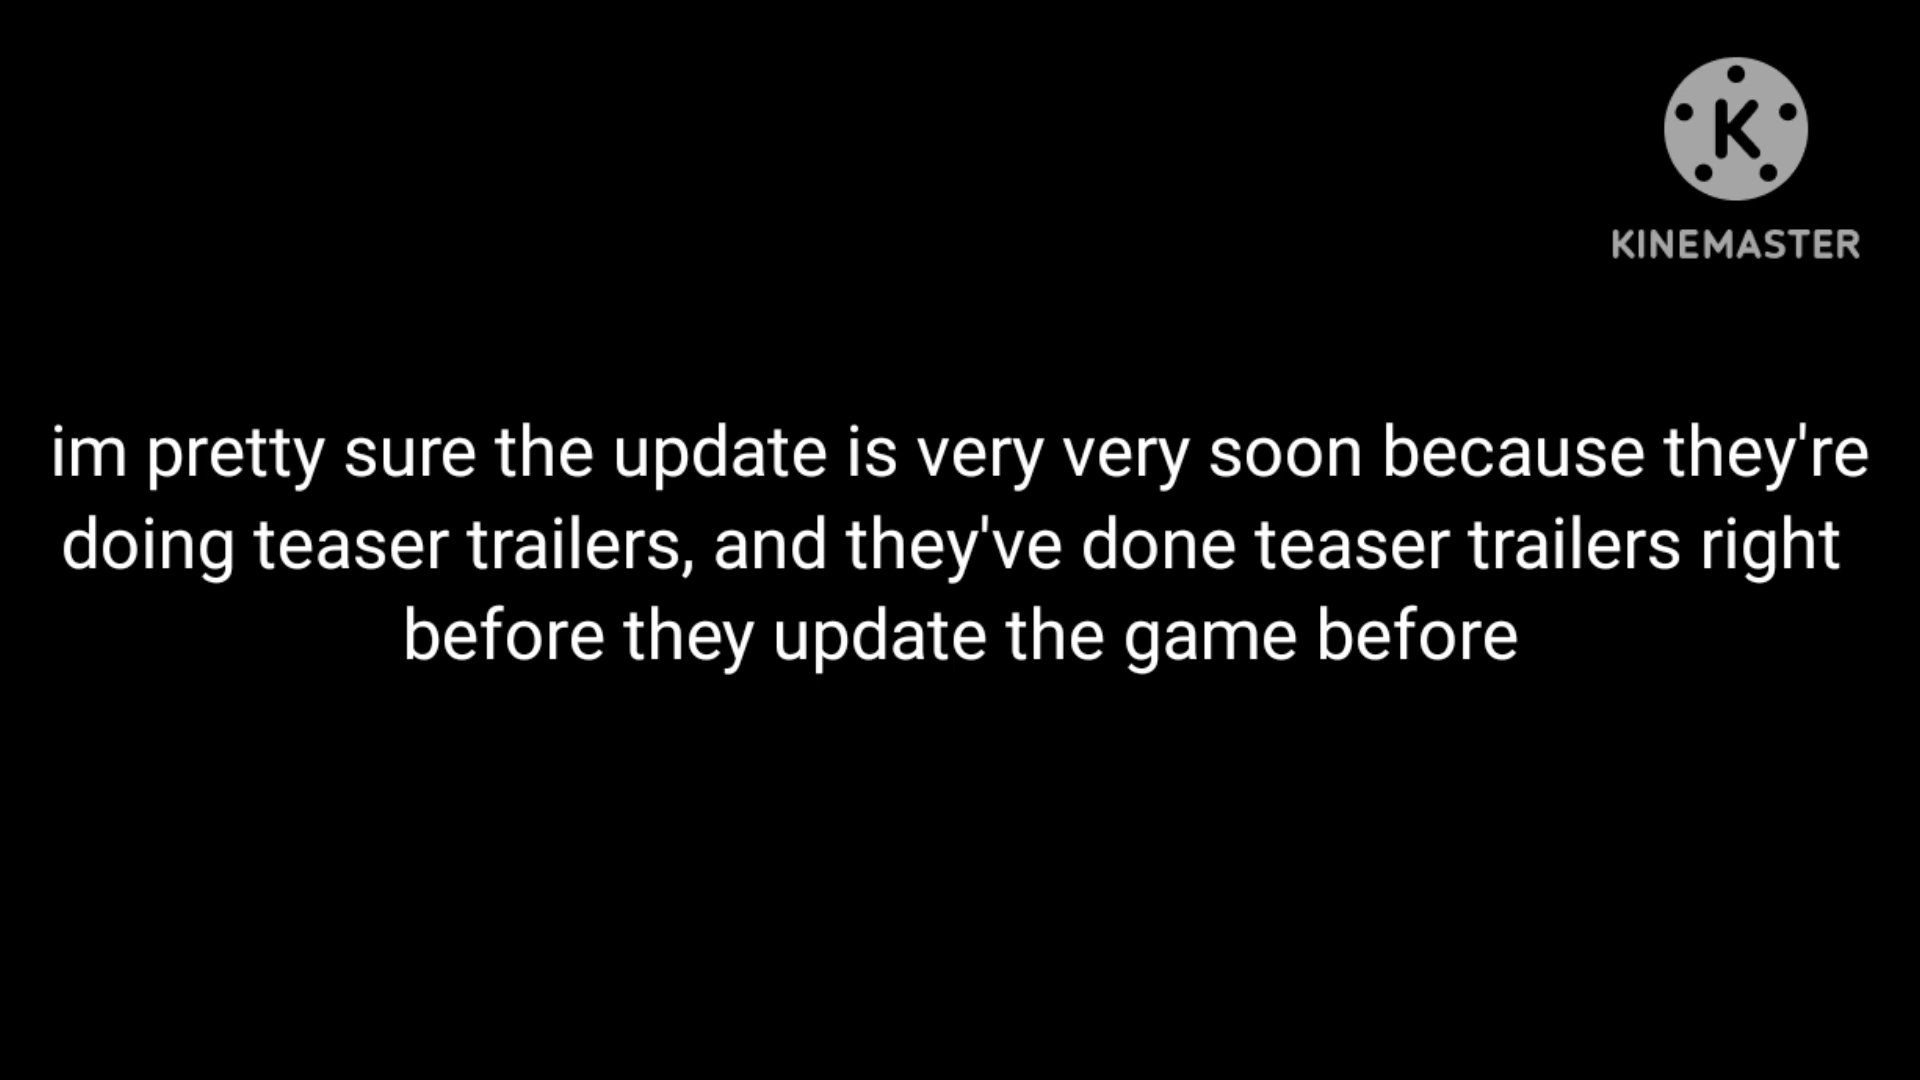 K
KINEMASTER
im pretty sure the update is very very soon because they're
doing teaser trailers, and they've done teaser trailers right
before they update the game before